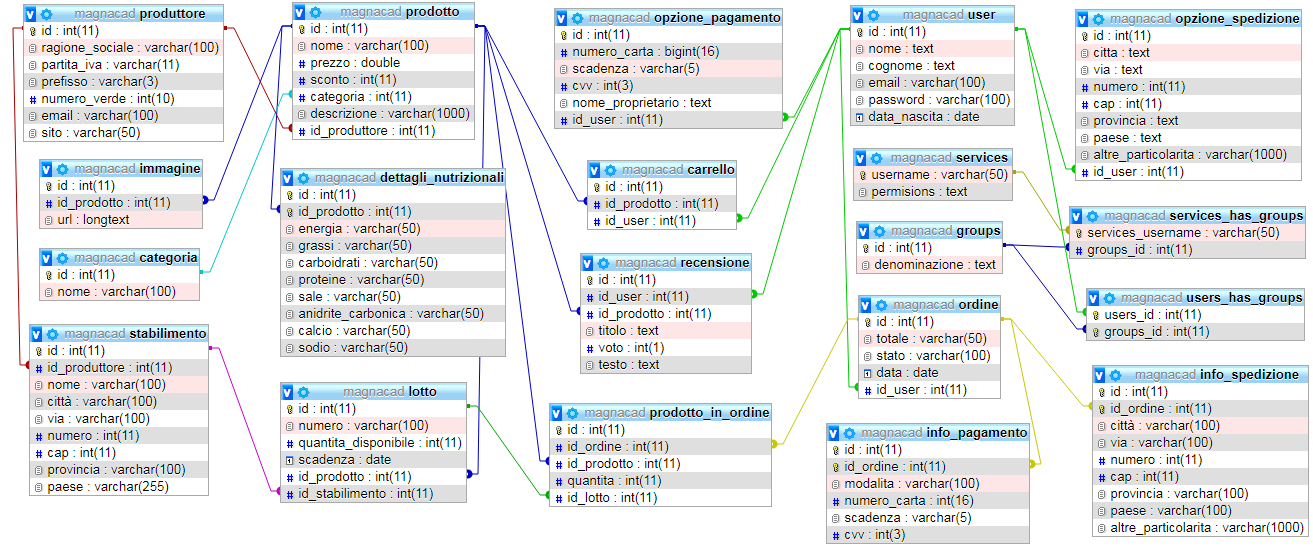 magnacad produttore
id : int(11)
ragione_sociale : varchar(100)
partita_iva : varchar(11)
prefisso : varchar(3)
numero_verde : int(10)
email : varchar(100)
sito : varchar(50)
magnacad prodotto
id : int(11)
nome : varchar(100)
prezzo : double
sconto : int(11)
categoria : int(11)
descrizione : varchar(1000)
id_produttore : int(11)
magnacad opzione_pagamento
id : int(11)
numero_carta : bigint(16)
scadenza : varchar(5)
cvv : int(3)
nome_proprietario : text
id_user : int(11)
magnacad user
id : int(11)
nome : text
cognome : text
email : varchar(100)
password : varchar(100)
data_nascita : date
magnacad opzione_spedizione
id : int(11)
citta : text
via : text
numero : int(11)
cap : int(11)
provincia : text
paese : text
altre_particolarita : varchar(1000)
id_user : int(11)
magnacad immagine
id : int(11)
id_prodotto : int(11)
url : longtext
magnacad dettagli_nutrizionali
id : int(11)
id_prodotto : int(11)
energia : varchar(50)
grassi : varchar(50)
carboidrati : varchar(50)
proteine : varchar(50)
sale : varchar(50)
anidrite_carbonica : varchar(50)
calcio : varchar(50)
sodio : varchar(50)
magnacad carrello
id : int(11)
id_prodotto : int(11)
id_user : int(11)
magnacad services
username : varchar(50)
permisions : text
magnacad services_has_groups
services_username : varchar(50)
groups_id : int(11)
magnacad categoria
id : int(11)
nome : varchar(100)
magnacad recensione
id : int(11)
id_user : int(11)
id_prodotto : int(11)
titolo : text
voto : int(1)
testo : text
magnacad groups
id : int(11)
denominazione : text
magnacad users_has_groups
users_id : int(11)
groups_id : int(11)
magnacad stabilimento
id : int(11)
id_produttore : int(11)
nome : varchar(100)
città : varchar(100)
via : varchar(100)
numero : int(11)
cap : int(11)
provincia : varchar(100)
paese : varchar(255)
magnacad lotto
id : int(11)
numero : varchar(100)
quantita_disponibile : int(11)
scadenza : date
id_prodotto : int(11)
id_stabilimento : int(11)
magnacad prodotto_in_ordine
id : int(11)
id_ordine : int(11)
id_prodotto : int(11)
quantita : int(11)
id_lotto : int(11)
magnacad ordine
id : int(11)
totale : varchar(50)
stato : varchar(100)
data : date
id_user : int(11)
magnacad info_pagamento
id : int(11)
id_ordine : int(11)
modalita : varchar(100)
numero_carta : int(16)
scadenza : varchar(5)
cvv : int(3)
magnacad info_spedizione
id : int(11)
id_ordine : int(11)
città : varchar(100)
via : varchar(100)
numero : int(11)
cap : int(11)
provincia : varchar(100)
paese : varchar(100)
altre_particolarita : varchar(1000)